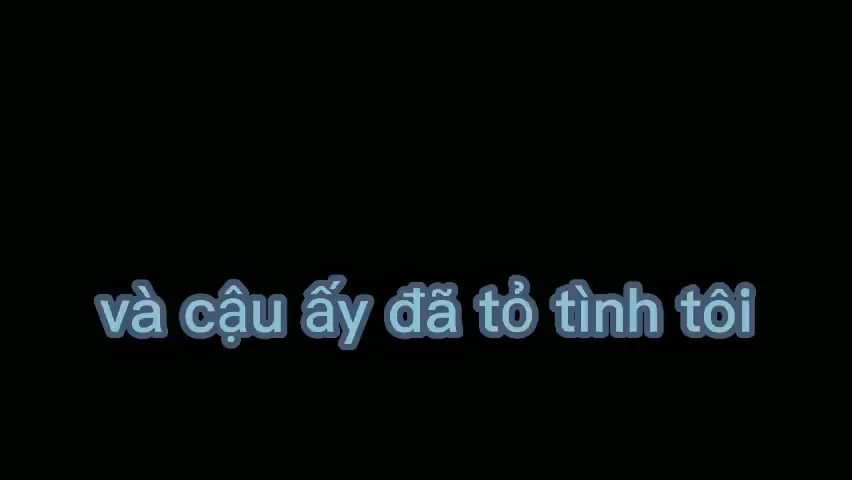 và cậu ấy đã tỏ tình tôi